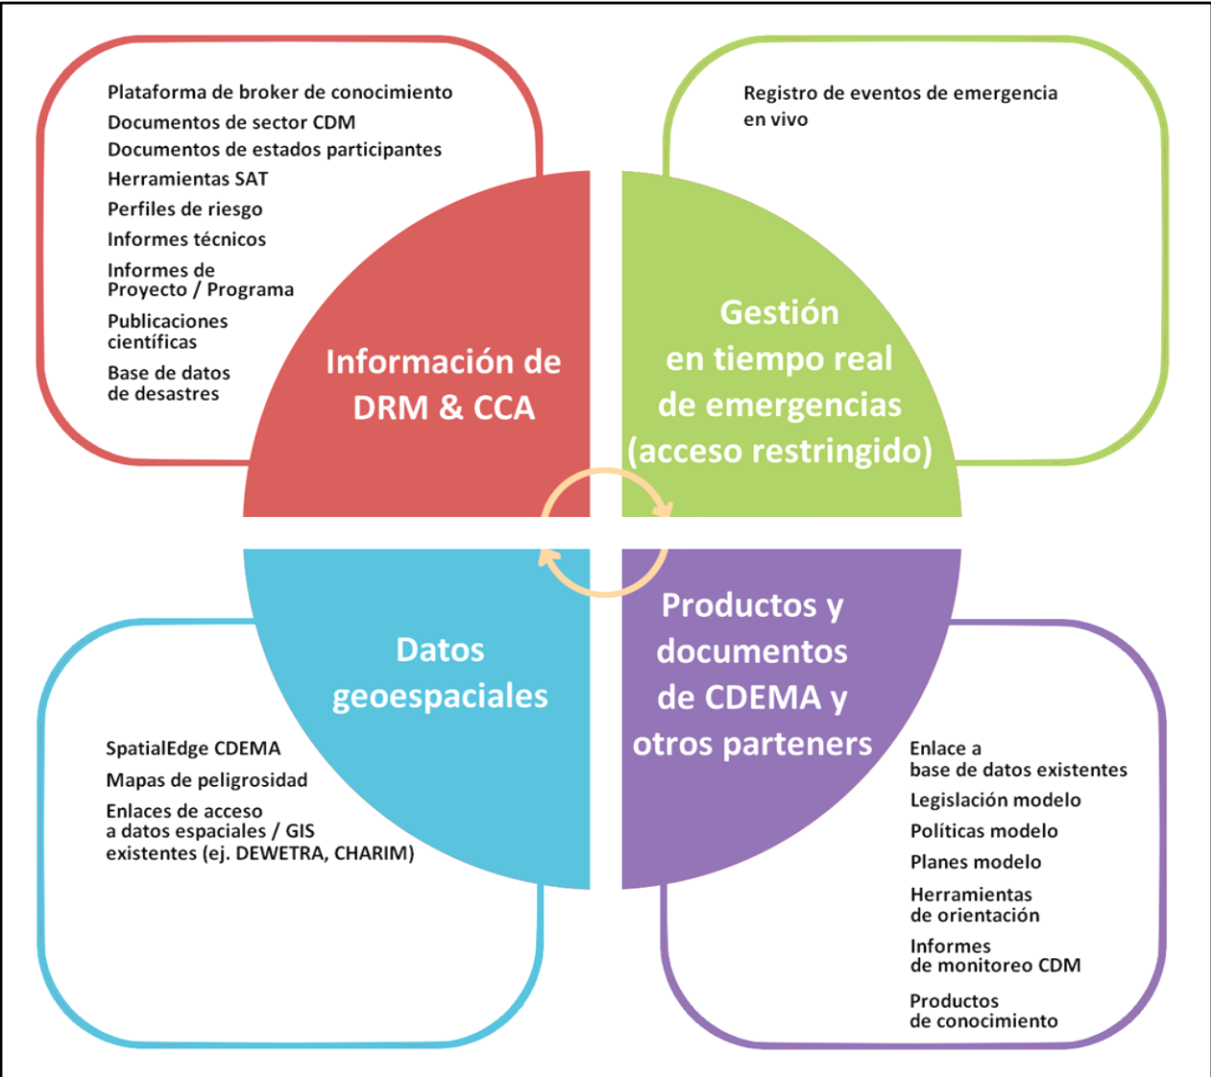 Plataforma de broker de conocimiento
Documentos de sector CDM
Documentos de estados participantes
Herramientas SAT
Perfiles de riesgo
Informes técnicos
Informes de
Proyecto / Programa
Publicaciones
científicas
Base de datos
de desastres
Información de
DRM & CCA
Registro de eventos de emergencia
en vivo
Gestión
en tiempo real
de emergencias
(acceso restringido)
Datos
geoespaciales
SpatialEdge CDEMA
Mapas de peligrosidad
Enlaces de acceso
a datos espaciales / GIS
existentes (ej. DEWETRA, CHARIM)
Productos y
documentos
de CDEMA y
otros parteners
Enlace a
base de datos existentes
Legislación modelo
Políticas modelo
Planes modelo
Herramientas
de orientación
Informes
de monitoreo CDM
Productos
de conocimiento